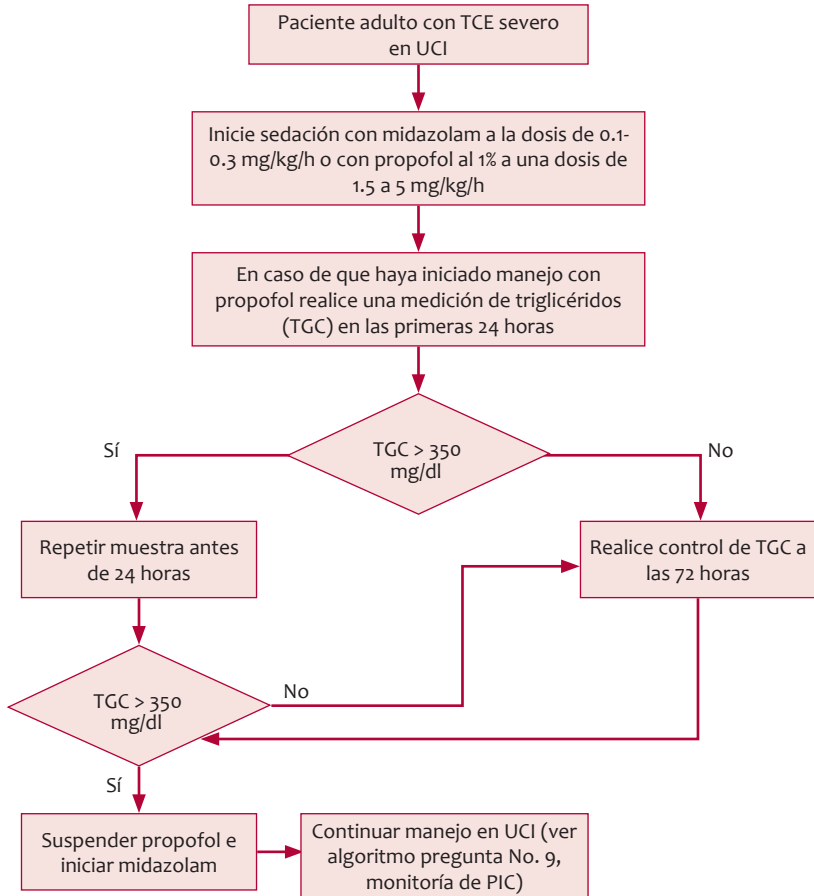 Paciente adulto con TCE severo
en UCI
Inicie sedación con midazolam a la dosis de 0.1-
0.3 mg/kg/h o con propofol al 1% a una dosis de
1.5 a 5 mg/kg/h
En caso de que haya iniciado manejo con
propofol realice una medición de triglicéridos
(TGC) en las primeras 24 horas
TGC > 350
mg/dl
Sí
No
Repetir muestra antes
de 24 horas
Realice control de TGC a
las 72 horas
TGC > 350
mg/dl
No
Sí
Suspender propofol e
iniciar midazolam
Continuar manejo en UCI (ver
algoritmo pregunta No. 9,
monitoría de PIC)